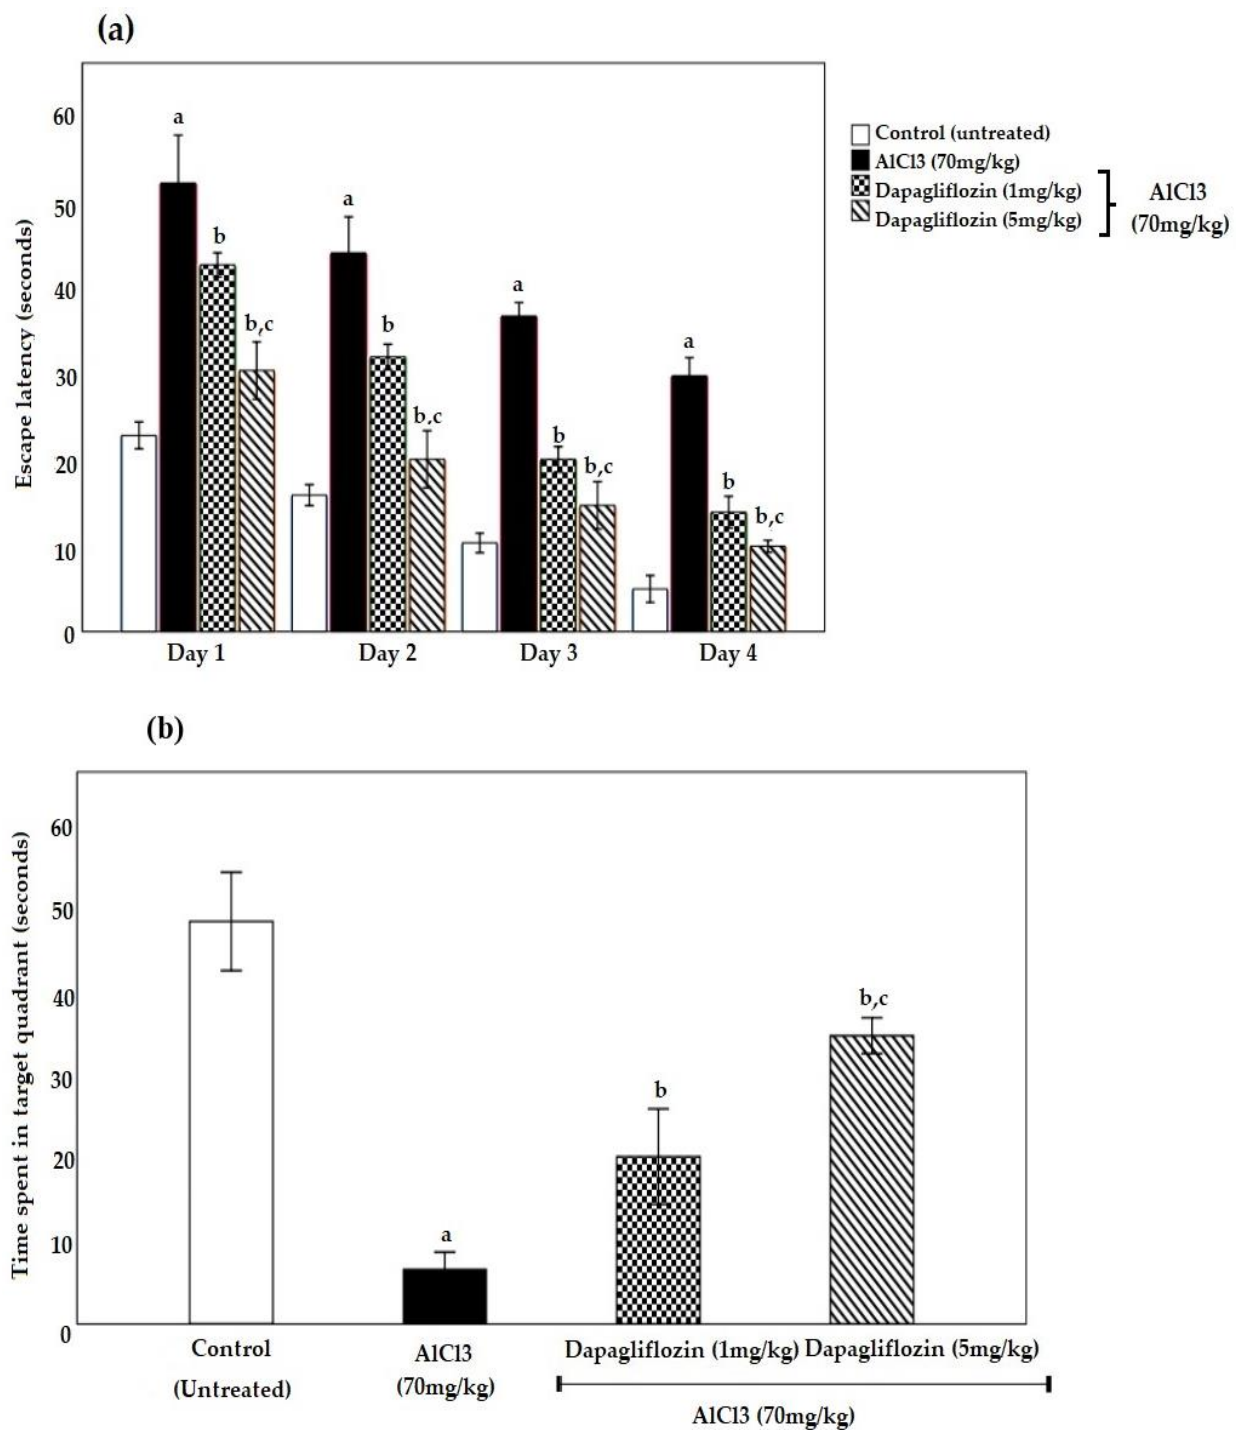 (a)
60
50
40
30
20
10
0
Escape latency (seconds)
a
b
b,c
a
b
b,c
a
b
b,c
a
b
b,c
Day 1
Day 2
Day 3
Day 4
Control (untreated)
AlCl3 (70mg/kg)
Dapagliflozin (1mg/kg)
Dapagliflozin (5mg/kg)
AlCl3
(70mg/kg)
(b)
60
50
40
30
20
10
0
Time spent in target quadrant (seconds)
a
b
b,c
Control
(Untreated)
AlCl3
(70mg/kg)
Dapagliflozin (1mg/kg)
Dapagliflozin (5mg/kg)
AlCl3 (70mg/kg)